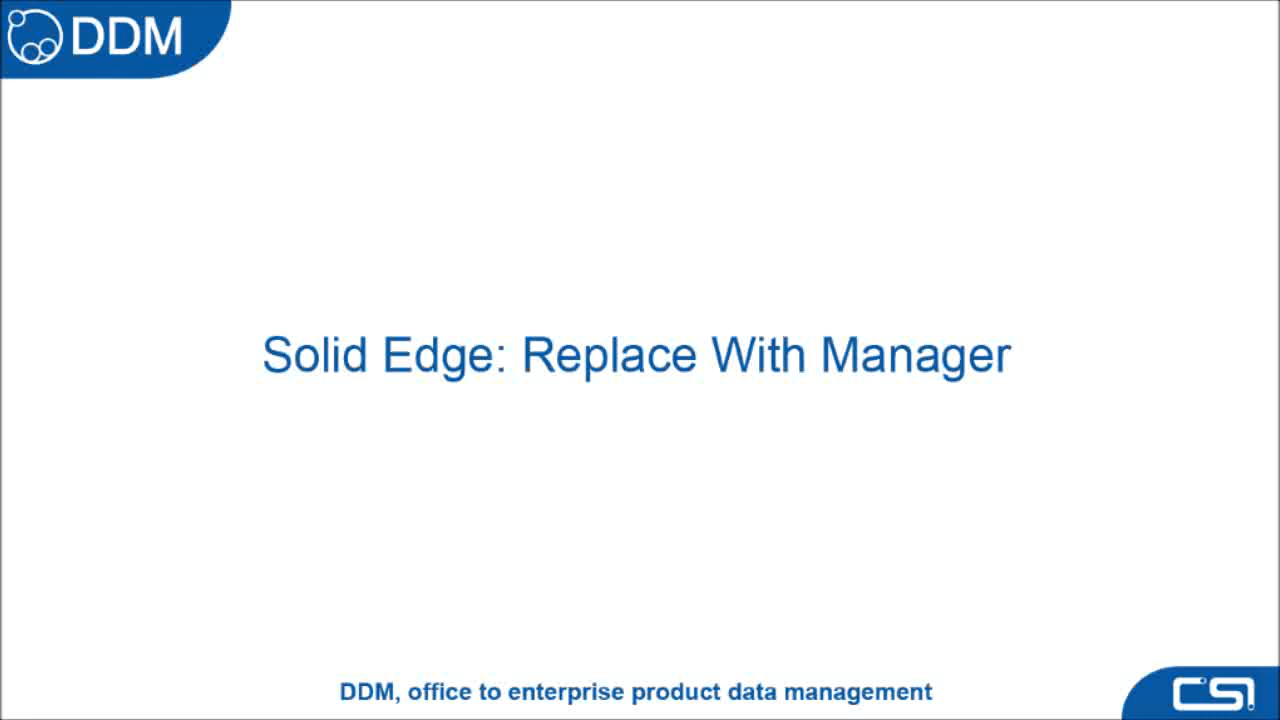 DDM
Solid Edge: Replace With Manager
DDM, office to enterprise product data management
CSI